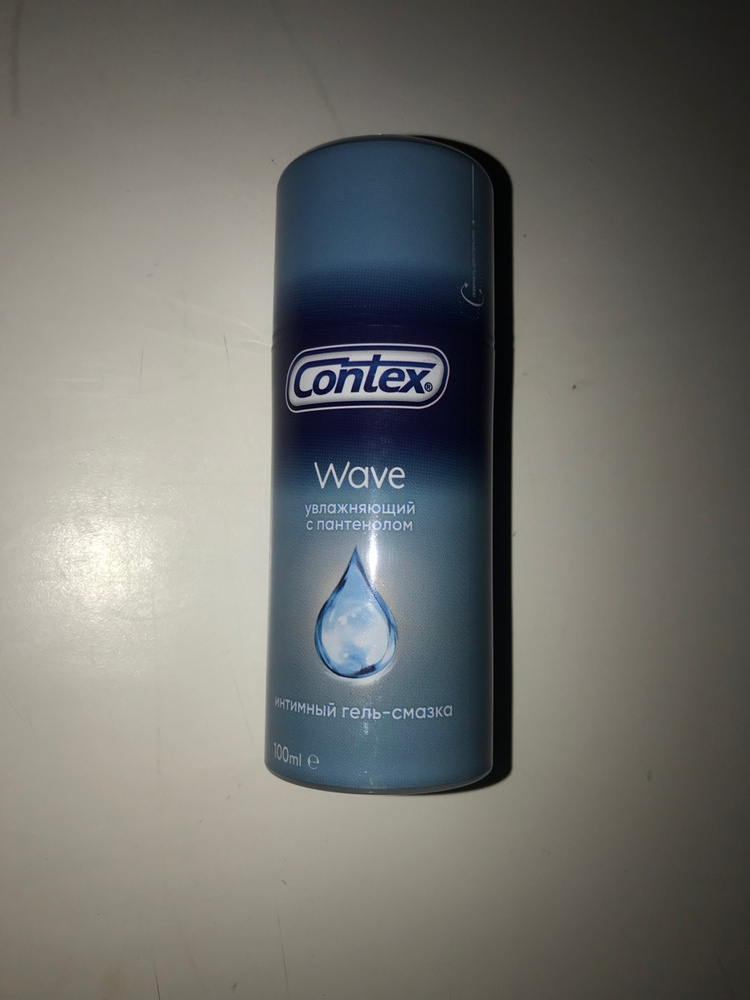 Contex®
Wave
увлажняющий
с пантенолом
интимный гель-смазка
100ml ℮